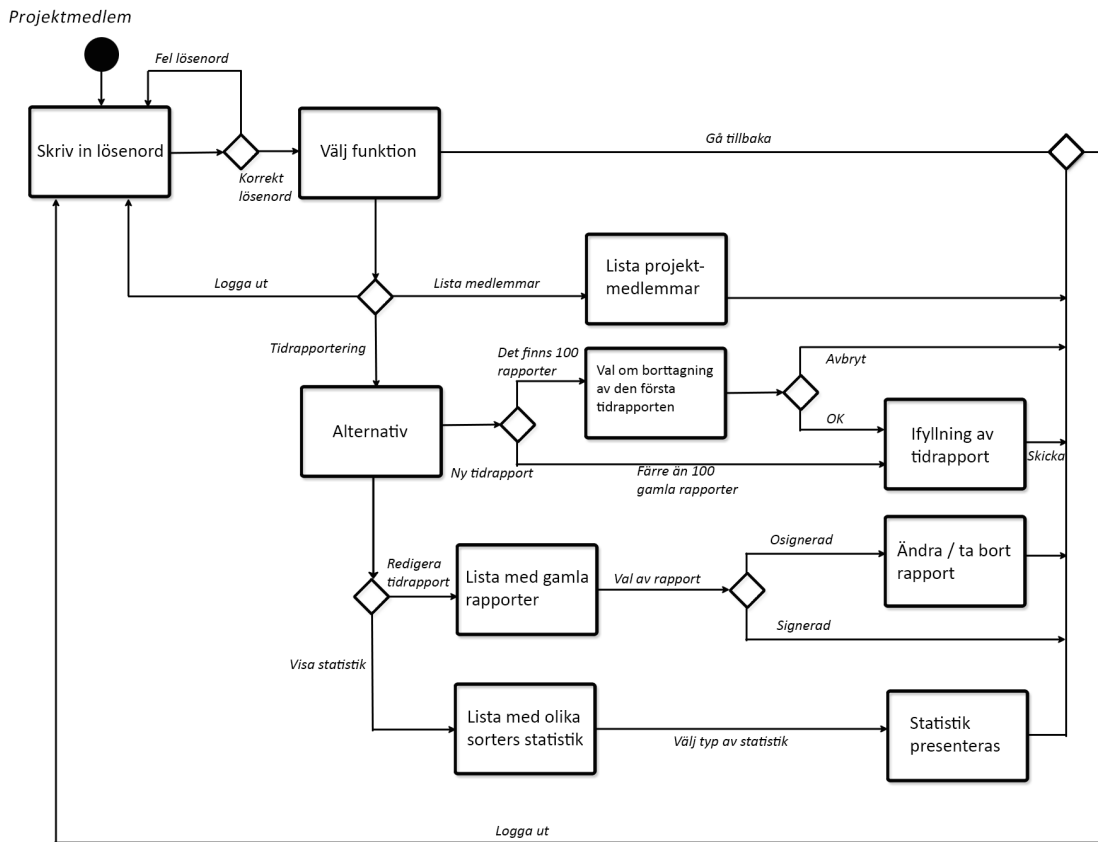 Projektmedlem
Fel lösenord
Skriv in lösenord
Korrekt
lösenord
Välj funktion
Gå tillbaka
Logga ut
Lista medlemmar
Lista projekt-
medlemmar
Tidrapportering
Det finns 100
rapporter
Val om borttagning
av den första
tidrapporten
Avbryt
OK
Alternativ
Ny tidrapport
Färre än 100
gamla rapporter
Ifyllning av
tidrapport
Skicka
Redigera
tidrapport
Lista med gamla
rapporter
Val av rapport
Osignerad
Ändra / ta bort
rapport
Signerad
Visa statistik
Lista med olika
sorters statistik
Välj typ av statistik
Statistik
presenteras
Logga ut